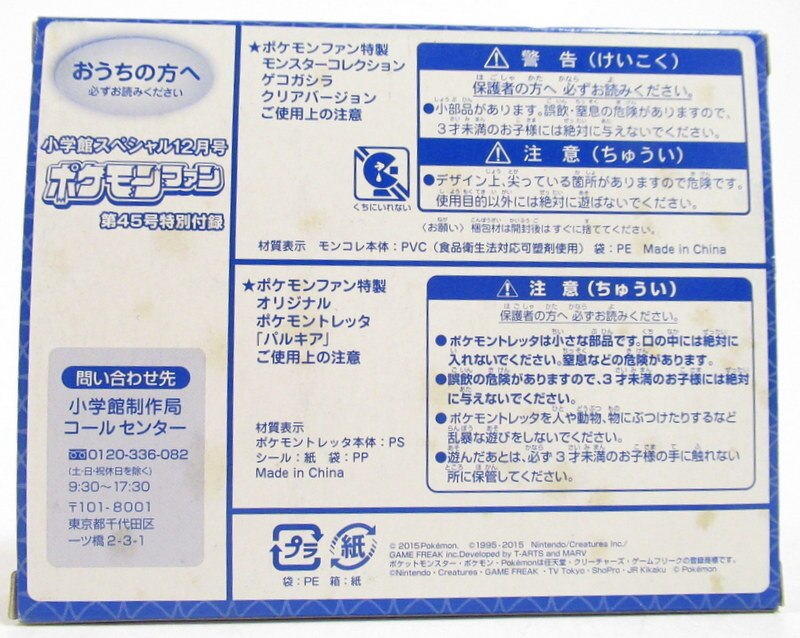 おうちの方へ
必ずお読みください
小学館スペシャル12月号
ポケモンファン
第45号特別付録
問い合わせ先
小学館制作局
コールセンター
0120-336-082
(土・日・祝休日を除く)
9:30〜17:30
〒101-8001
東京都千代田区
一ツ橋2-3-1
★ポケモンファン特製
モンスターコレクション
ゲコガシラ
クリアバージョン
ご使用上の注意
くちにいれない
警告(けいこく)
保護者の方へ 必ずお読みください。
●小部品があります。誤飲・窒息の危険がありますので、
3才未満のお子様には絶対に与えないでください。
注意(ちゅうい)
●デザイン上、尖っている箇所がありますので危険です。
使用目的以外には絶対に遊ばないでください。
〈お願い〉梱包材は開封後はすぐに捨ててください。
材質表示 モンコレ本体:PVC(食品衛生法対応可塑剤使用) 袋:PE Made in China
★ポケモンファン特製
オリジナル
ポケモントレッタ
「パルキア」
ご使用上の注意
材質表示
ポケモントレッタ本体:PS
シール:紙 袋:PP
Made in China
注意(ちゅうい)
保護者の方へ 必ずお読みください。
●ポケモントレッタは小さな部品です。口の中には絶対に
入れないでください。窒息などの危険があります。
●誤飲の危険がありますので、3才未満のお子様には絶対
に与えないでください。
●ポケモントレッタを人や動物、物にぶつけたりするなど
乱暴な遊びをしないでください。
●遊んだあとは、必ず3才未満のお子様の手に触れない
所に保管してください。
プラ 紙
袋:PE 箱:紙
© 2015 Pokémon. ©1995-2015 Nintendo/Creatures Inc./
GAME FREAK inc. Developed by T-ARTS and MARV
ポケットモンスター・ポケモン・Pokémonは任天堂・クリーチャーズ・ゲームフリークの登録商標です。
©Nintendo・Creatures・GAME FREAK・TV Tokyo・ShoPro・JR Kikaku © Pokémon